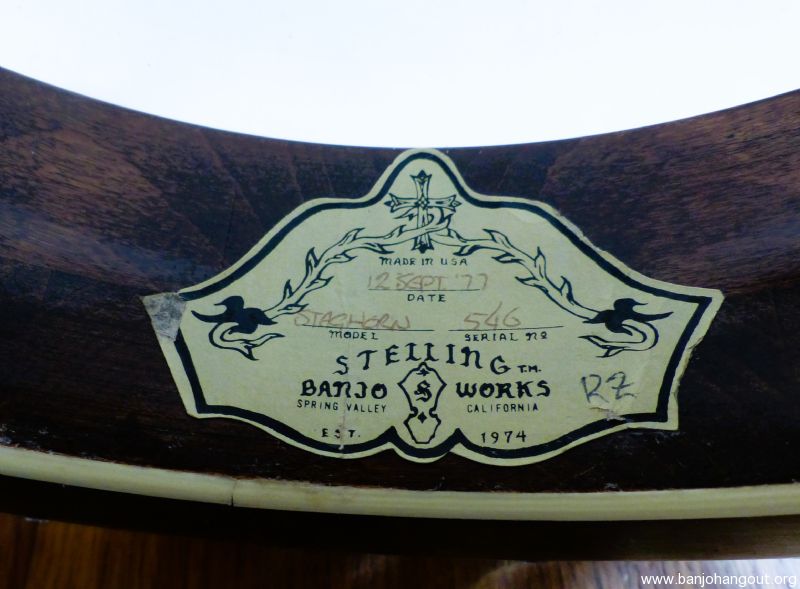 MADE IN USA
12 SEPT '77
DATE
STAGHORN 546
MODEL SERIAL Nº
STELLING T.M.
BANJO S WORKS
SPRING VALLEY CALIFORNIA
RZ
EST. 1974
www.banjohangout.org